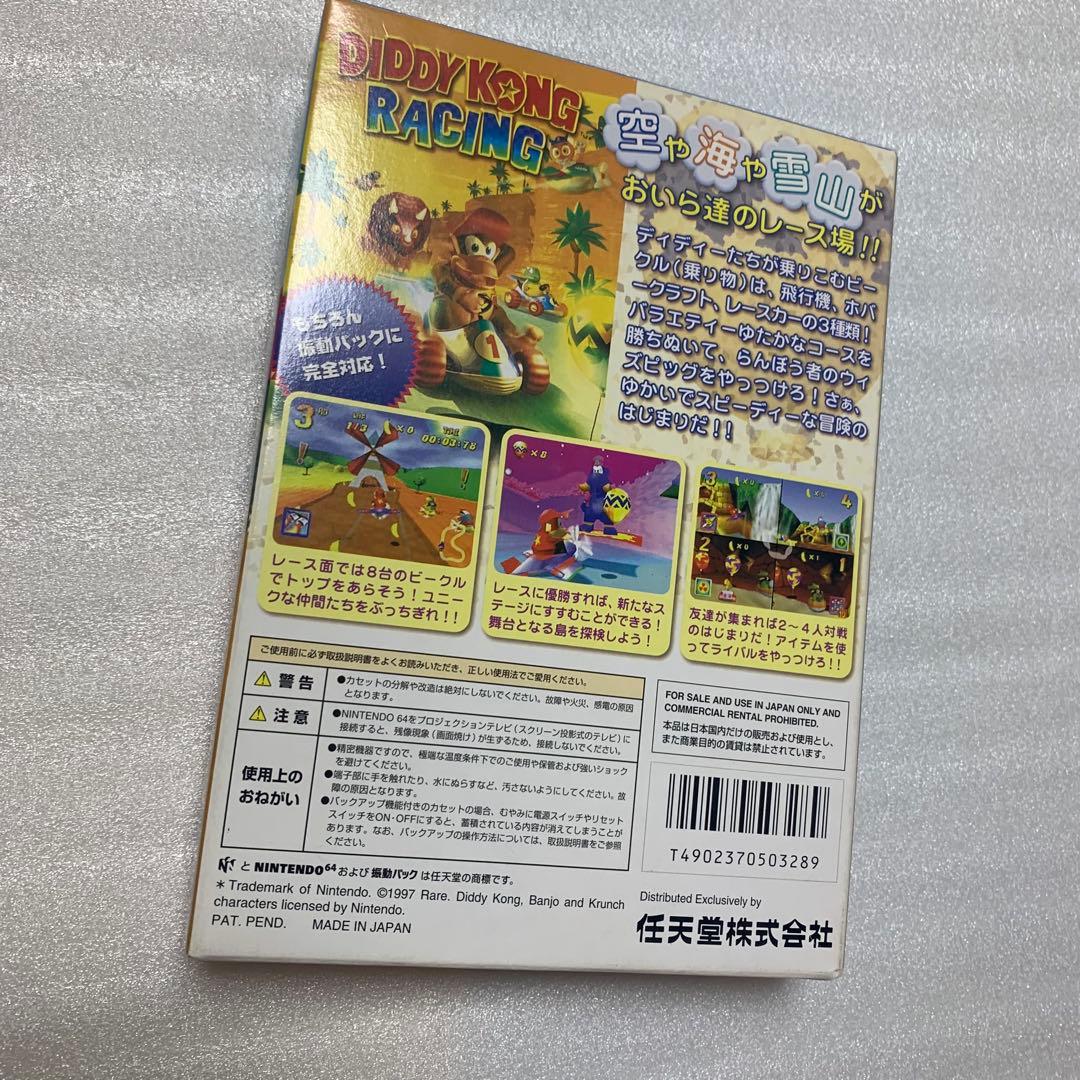 DIDDY KONG
RACING
空や海や雪山が
おいら達のレース場!!
ディディーたちが乗りこむビー
クル(乗り物)は、飛行機、ホバ
ークラフト、レースカーの3種類!
バラエティーゆたかなコースを
勝ちぬいて、らんぼう者のウィ
ズピッグをやっつけろ!さぁ、
ゆかいでスピーディーな冒険の
はじまりだ!!
もちろん
振動パックに
完全対応!
1
3
1/3
×8
00:03:78
×8
3
×0
4
2
×0
×1
1
レース面では8台のビークル
でトップをあらそう!ユニー
クな仲間たちをぶっちぎれ!!
レースに優勝すれば、新たなス
テージにすすむことができる!
舞台となる島を探検しよう!
友達が集まれば2〜4人対戦
のはじまりだ!アイテムを使
ってライバルをやっつけろ!!
ご使用前に必ず取扱説明書をよくお読みいただき、正しい使用法でご愛用ください。
警告
●カセットの分解や改造は絶対にしないでください。故障や火災、感電の原因
となります。
注意
●NINTENDO 64をプロジェクションテレビ(スクリーン投影式のテレビ)に
接続すると、残像現象(画面焼け)が生ずるため、接続しないでください。
使用上の
おねがい
●精密機器ですので、極端な温度条件下でのご使用や保管および強いショック
を避けてください。
●端子部に手を触れたり、水にぬらすなど、汚さないようにしてください。故
障の原因となります。
●バックアップ機能付きのカセットの場合、むやみに電源スイッチやリセット
スイッチをON・OFFにすると、蓄積されている内容が消えてしまうことが
あります。なお、バックアップの操作方法については、取扱説明書をご参照
ください。
FOR SALE AND USE IN JAPAN ONLY AND
COMMERCIAL RENTAL PROHIBITED.
本品は日本国内だけの販売および使用とし、
また商業目的の賃貸は禁止されています。
T4902370503289
と NINTENDO64 および 振動パック は任天堂の商標です。
＊Trademark of Nintendo. ©1997 Rare. Diddy Kong, Banjo and Krunch
characters licensed by Nintendo.
PAT. PEND. MADE IN JAPAN
Distributed Exclusively by
任天堂株式会社